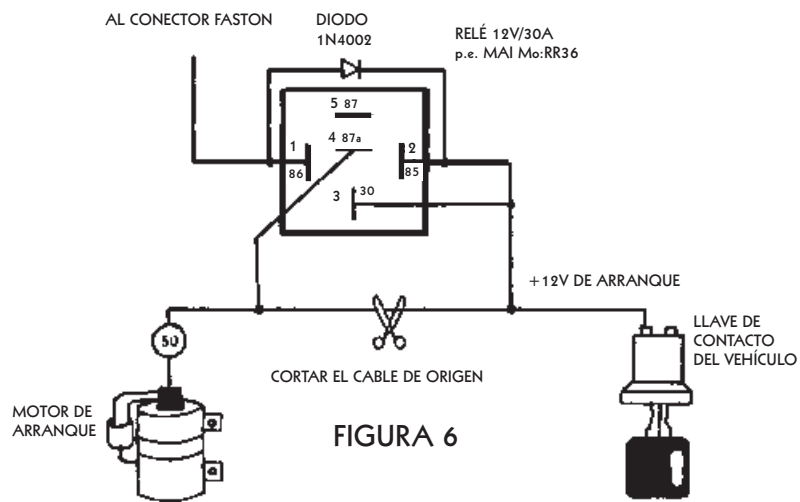 AL CONECTOR FASTON
DIODO
1N4002
RELÉ 12V/30A
p.e. MAI Mo:RR36
5 87
4 87a
1
86
2
85
3 30
+12V DE ARRANQUE
50
CORTAR EL CABLE DE ORIGEN
LLAVE DE
CONTACTO
DEL VEHÍCULO
MOTOR DE
ARRANQUE
FIGURA 6